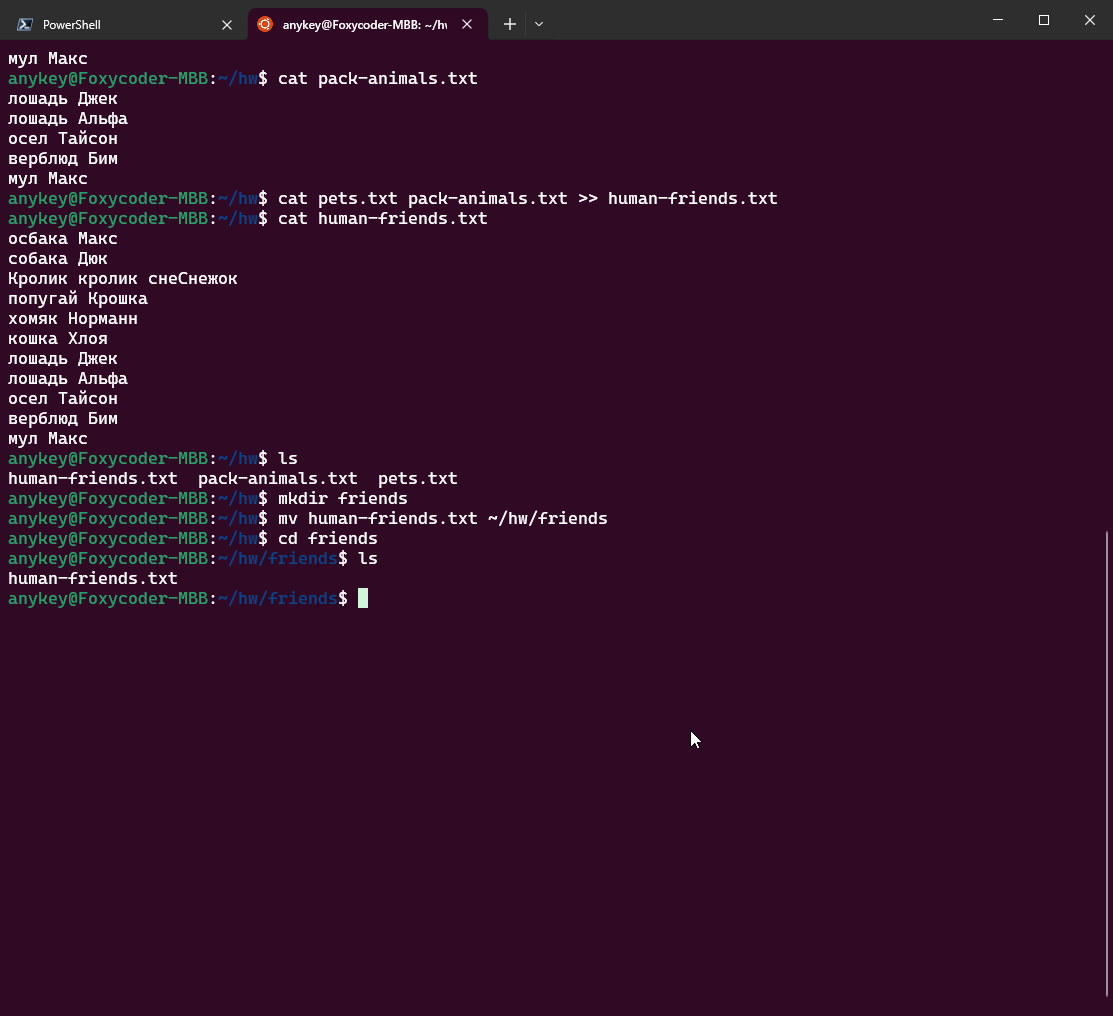 PowerShell
anykey@Foxycoder-MBB: ~/hw
мул Макс
anykey@Foxycoder-MBB:~/hw$ cat pack-animals.txt
лошадь Джек
лошадь Альфа
осел Тайсон
верблюд Бим
мул Макс
anykey@Foxycoder-MBB:~/hw$ cat pets.txt pack-animals.txt >> human-friends.txt
anykey@Foxycoder-MBB:~/hw$ cat human-friends.txt
осбака Макс
собака Дюк
Кролик кролик снеСнежок
попугай Крошка
хомяк Норманн
кошка Хлоя
лошадь Джек
лошадь Альфа
осел Тайсон
верблюд Бим
мул Макс
anykey@Foxycoder-MBB:~/hw$ ls
human-friends.txt  pack-animals.txt  pets.txt
anykey@Foxycoder-MBB:~/hw$ mkdir friends
anykey@Foxycoder-MBB:~/hw$ mv human-friends.txt ~/hw/friends
anykey@Foxycoder-MBB:~/hw$ cd friends
anykey@Foxycoder-MBB:~/hw/friends$ ls
human-friends.txt
anykey@Foxycoder-MBB:~/hw/friends$